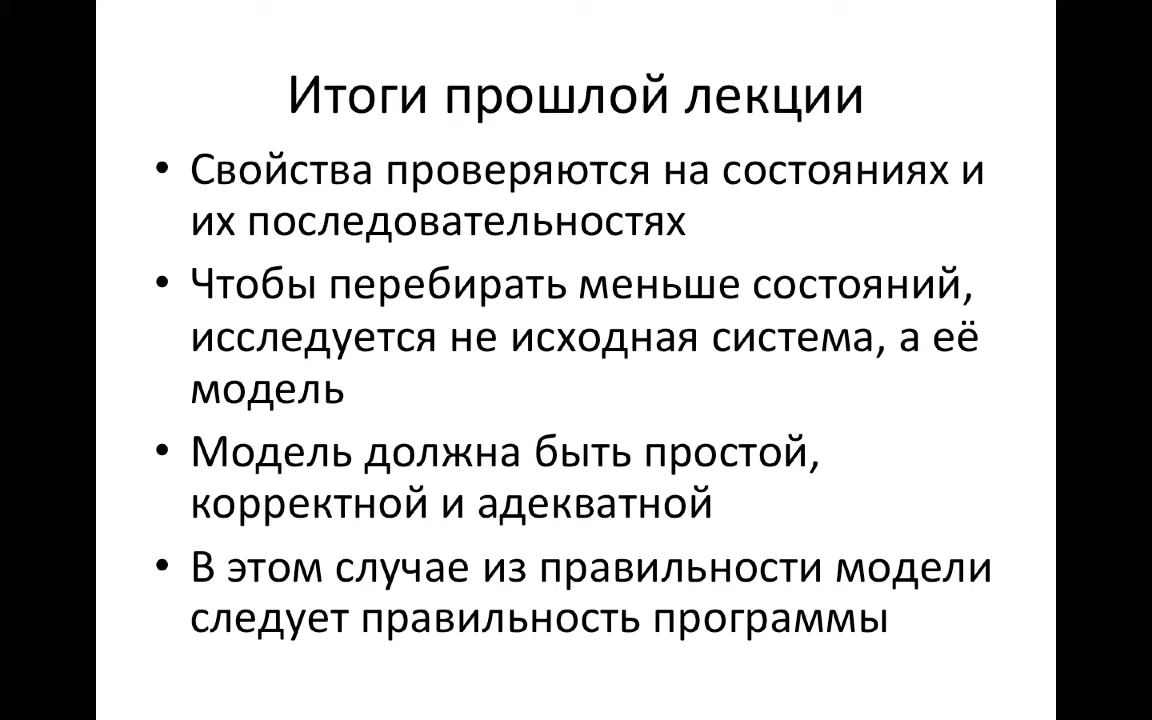 Итоги прошлой лекции
• Свойства проверяются на состояниях и
их последовательностях
• Чтобы перебирать меньше состояний,
исследуется не исходная система, а её
модель
• Модель должна быть простой,
корректной и адекватной
• В этом случае из правильности модели
следует правильность программы